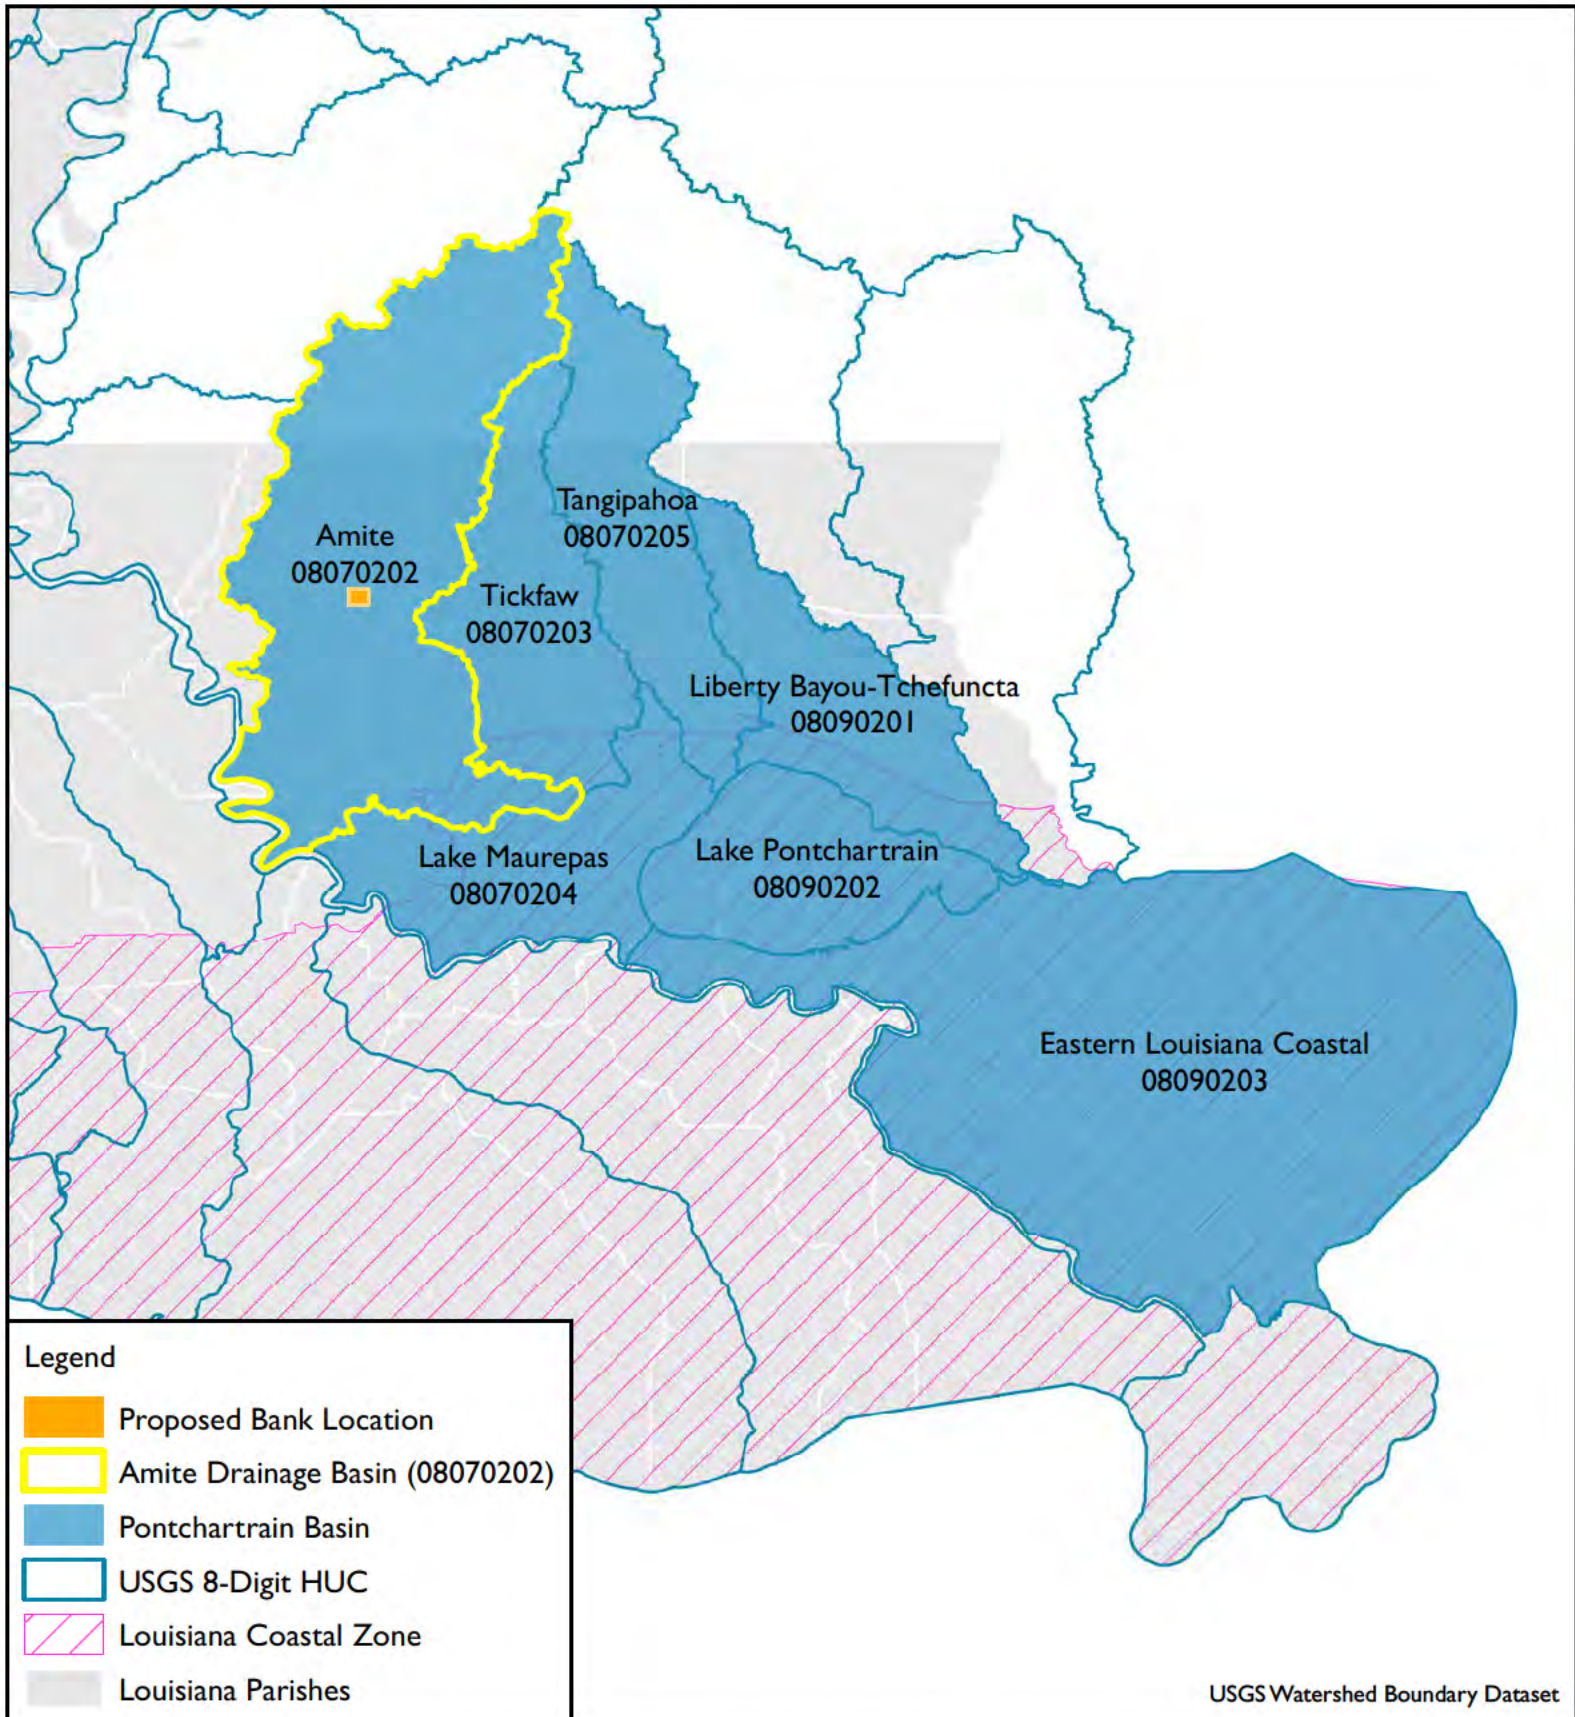 Amite
08070202
Tangipahoa
08070205
Tickfaw
08070203
Liberty Bayou-Tchefuncta
08090201
Lake Maurepas
08070204
Lake Pontchartrain
08090202
Eastern Louisiana Coastal
08090203
Legend
Proposed Bank Location
Amite Drainage Basin (08070202)
Pontchartrain Basin
USGS 8-Digit HUC
Louisiana Coastal Zone
Louisiana Parishes
USGS Watershed Boundary Dataset